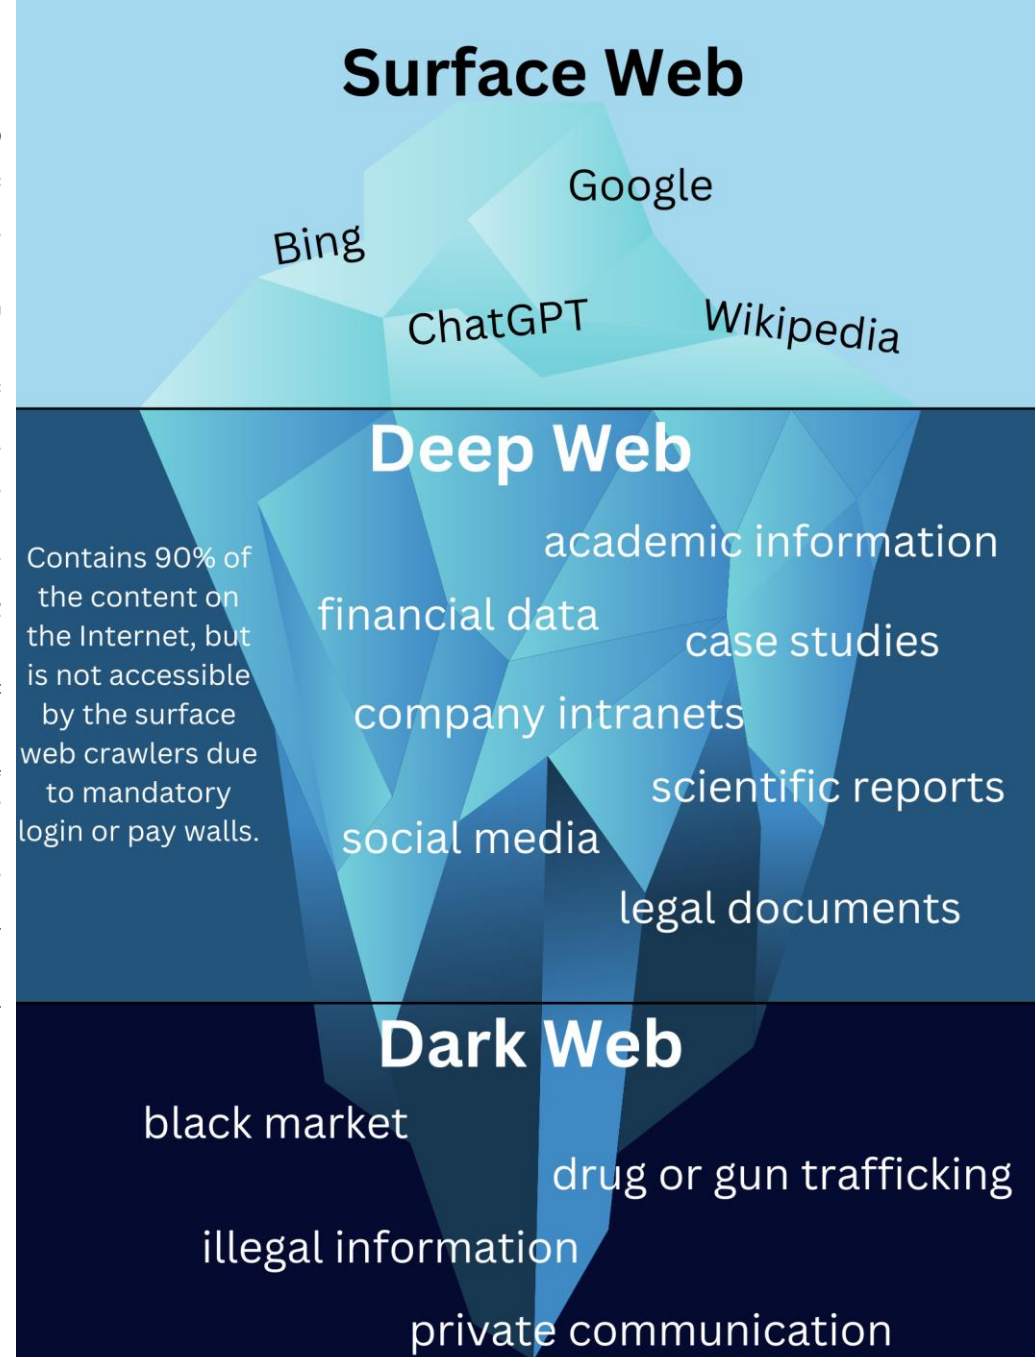 Surface Web
Google
Bing
ChatGPT
Wikipedia
Deep Web
academic information
Contains 90% of
the content on
the Internet, but
is not accessible
by the surface
web crawlers due
to mandatory
login or pay walls.
financial data
case studies
company intranets
scientific reports
social media
legal documents
Dark Web
black market
drug or gun trafficking
illegal information
private communication